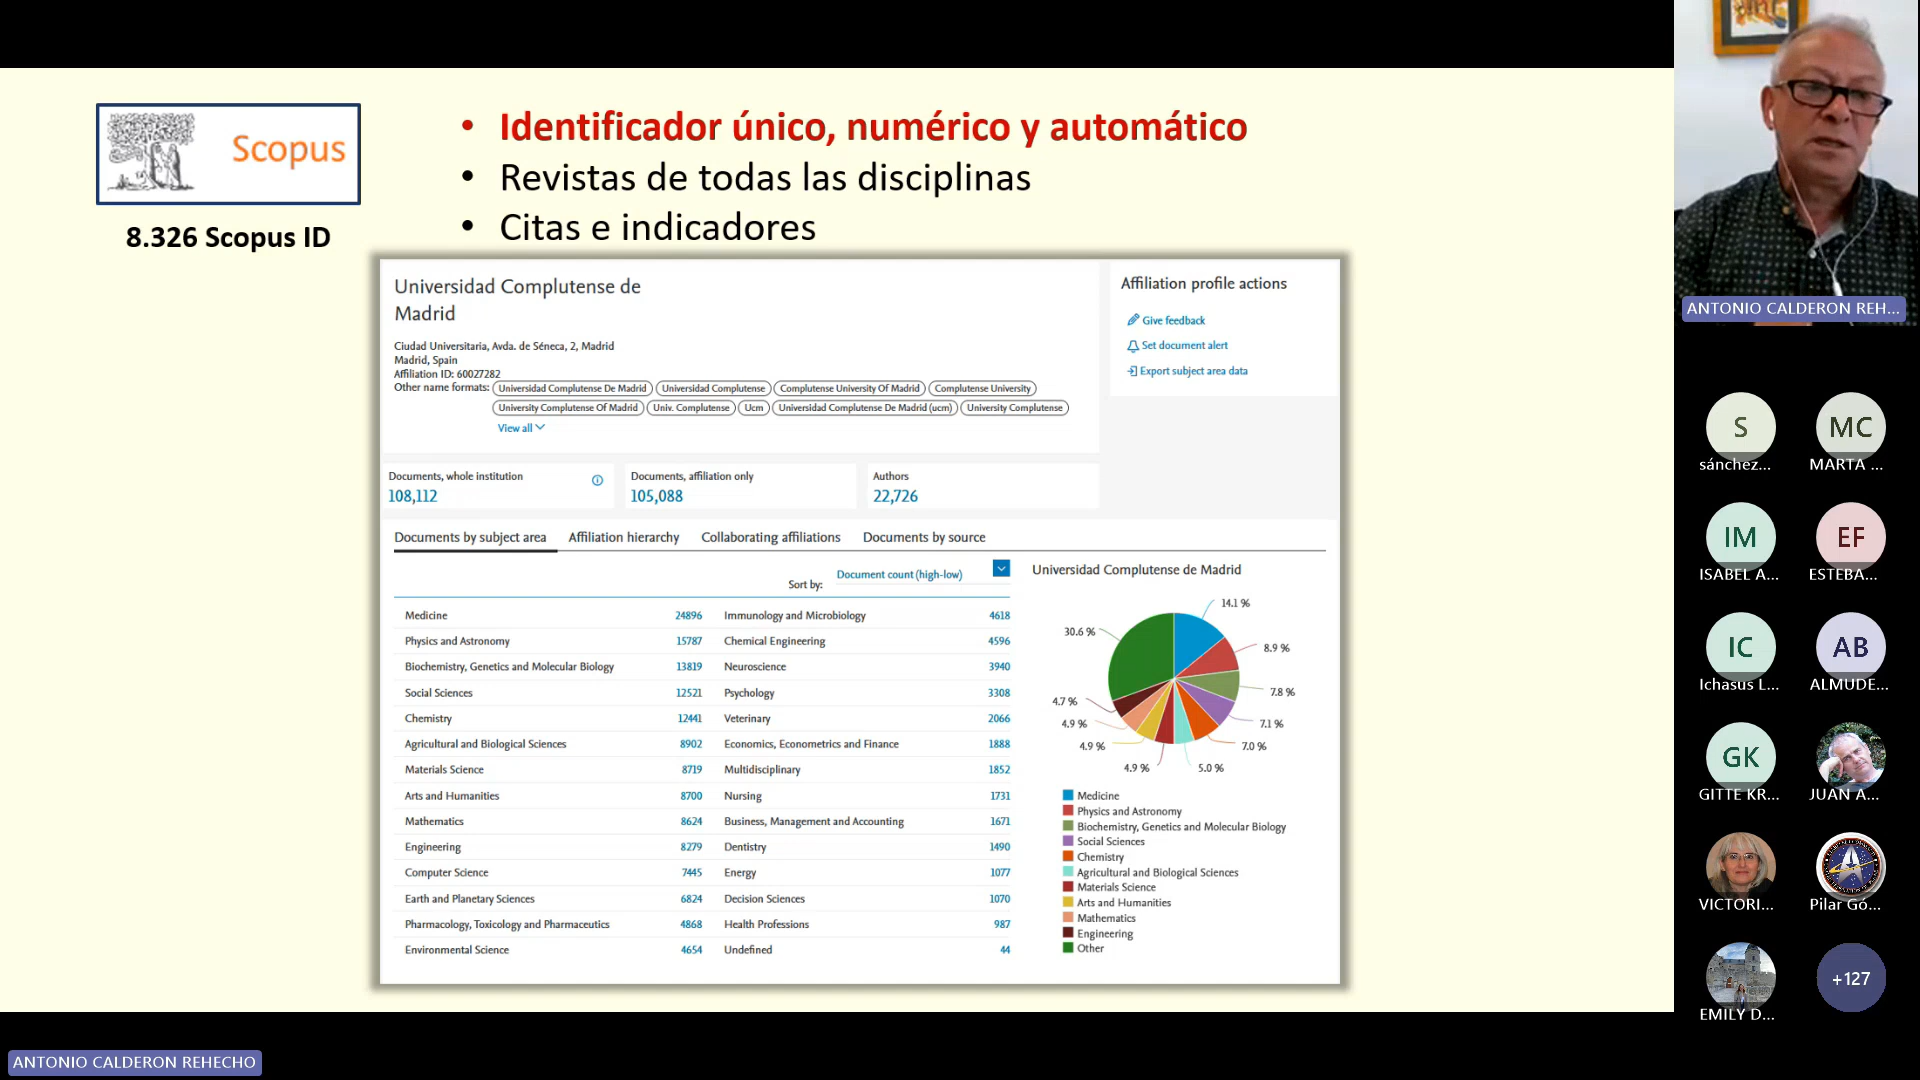 Scopus
8.326 Scopus ID
• Identificador único, numérico y automático
• Revistas de todas las disciplinas
• Citas e indicadores
Universidad Complutense de
Madrid
Ciudad Universitaria, Avda. de Séneca, 2, Madrid
Madrid, Spain
Affiliation ID: 60027282
Other name formats: Universidad Complutense De Madrid Universidad Complutense Complutense University Of Madrid Complutense University
University Complutense Of Madrid Univ. Complutense Ucm Universidad Complutense De Madrid (ucm) University Complutense
View all
Affiliation profile actions
Give feedback
Set document alert
Export subject area data
Documents, whole institution
108,112
Documents, affiliation only
105,088
Authors
22,726
Documents by subject area Affiliation hierarchy Collaborating affiliations Documents by source
Sort by: Document count (high-low)
Medicine 24896 Immunology and Microbiology 4618
Physics and Astronomy 15787 Chemical Engineering 4596
Biochemistry, Genetics and Molecular Biology 13819 Neuroscience 3940
Social Sciences 12521 Psychology 3308
Chemistry 12441 Veterinary 2066
Agricultural and Biological Sciences 8902 Economics, Econometrics and Finance 1888
Materials Science 8719 Multidisciplinary 1852
Arts and Humanities 8700 Nursing 1731
Mathematics 8624 Business, Management and Accounting 1671
Engineering 8279 Dentistry 1490
Computer Science 7445 Energy 1077
Earth and Planetary Sciences 6824 Decision Sciences 1070
Pharmacology, Toxicology and Pharmaceutics 4868 Health Professions 987
Environmental Science 4654 Undefined 44
Universidad Complutense de Madrid
14.1 %
8.9 %
7.8 %
7.1 %
7.0 %
5.0 %
4.9 %
4.9 %
4.9 %
4.7 %
30.6 %
Medicine
Physics and Astronomy
Biochemistry, Genetics and Molecular Biology
Social Sciences
Chemistry
Agricultural and Biological Sciences
Materials Science
Arts and Humanities
Mathematics
Engineering
Other
ANTONIO CALDERON REH...
S MC
sánchez... MARTA ...
IM EF
ISABEL A... ESTEBA...
IC AB
Ichasus L... ALMUDE...
GK
GITTE KR... JUAN A...
VICTORI... Pilar Gó...
+127
EMILY D...
ANTONIO CALDERON REHECHO